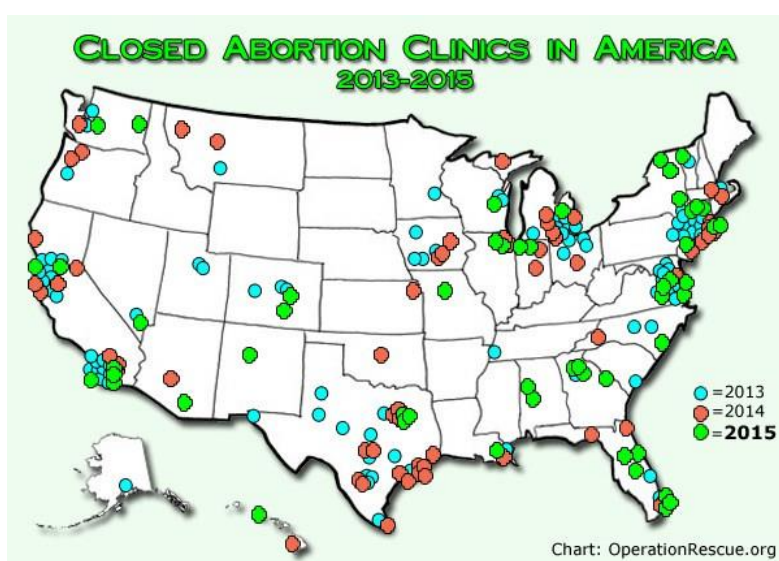 CLOSED ABORTION CLINICS IN AMERICA
2013-2015
=2013
=2014
=2015
Chart: OperationRescue.org